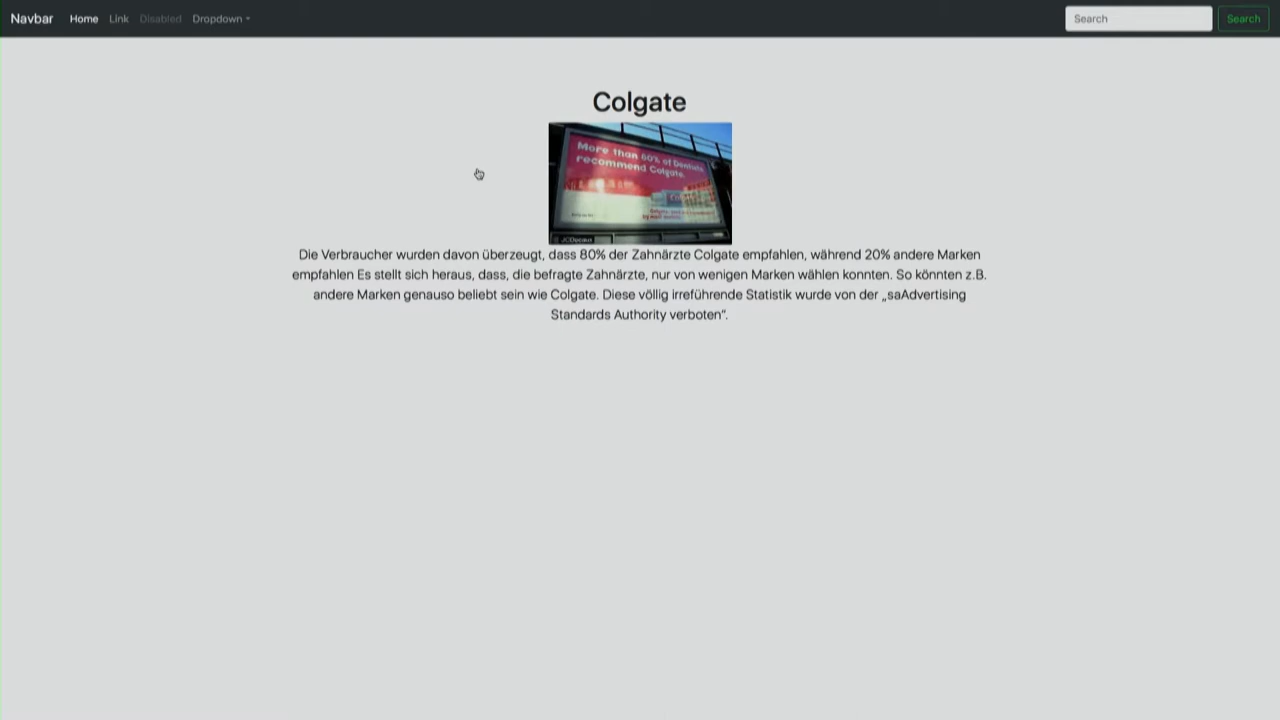 Navbar Home Link Disabled Dropdown Search Search
Colgate
More than 80% of Dentists
recommend Colgate.
JCDecaux
Die Verbraucher wurden davon überzeugt, dass 80% der Zahnärzte Colgate empfahlen, während 20% andere Marken
empfahlen Es stellt sich heraus, dass, die befragte Zahnärzte, nur von wenigen Marken wählen konnten. So könnten z.B.
andere Marken genauso beliebt sein wie Colgate. Diese völlig irreführende Statistik wurde von der „saAdvertising
Standards Authority verboten“.